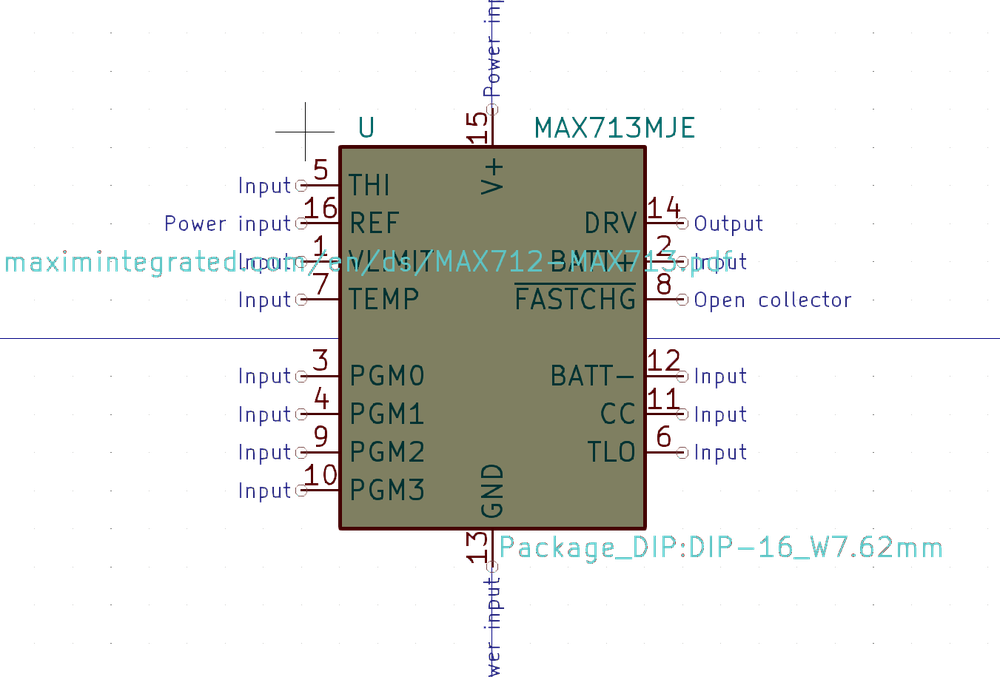 Power inp
15
U MAX713MJE
V+
Input 5 THI
Power input 16 REF DRV 14 Output
Input 1 VLIMIT BATT+ 2 Input
maximintegrated.com/en/ds/MAX712-MAX713.pdf
Input 7 TEMP FASTCHG 8 Open collector
Input 3 PGM0 BATT- 12 Input
Input 4 PGM1 CC 11 Input
Input 9 PGM2 TLO 6 Input
Input 10 PGM3
GND
13
Package_DIP:DIP-16_W7.62mm
wer input